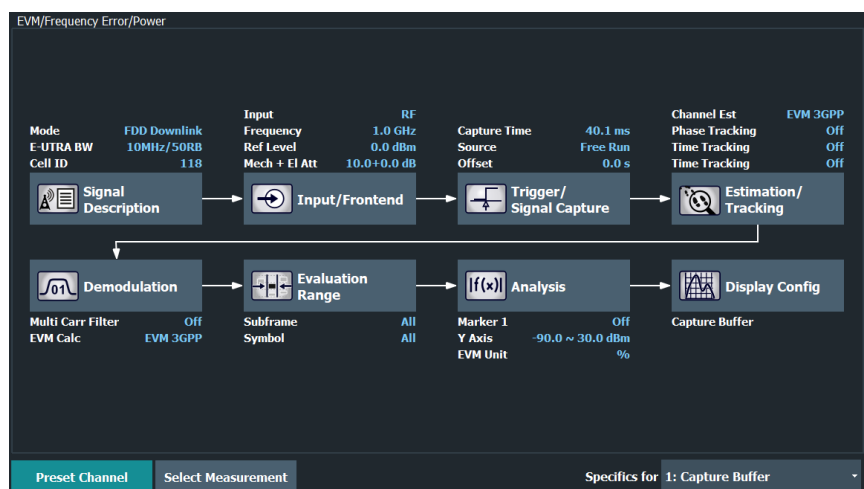 EVM/Frequency Error/Power
Input RF Channel Est EVM 3GPP
Mode FDD Downlink Frequency 1.0 GHz Capture Time 40.1 ms Phase Tracking Off
E-UTRA BW 10MHz/50RB Ref Level 0.0 dBm Source Free Run Time Tracking Off
Cell ID 118 Mech + El Att 10.0+0.0 dB Offset 0.0 s Time Tracking Off
Signal Description
Input/Frontend
Trigger/ Signal Capture
Estimation/ Tracking
01 Demodulation
Evaluation Range
|f(x)| Analysis
Display Config
Multi Carr Filter Off Subframe All Marker 1 Off Capture Buffer
EVM Calc EVM 3GPP Symbol All Y Axis -90.0 ~ 30.0 dBm
EVM Unit %
Preset Channel Select Measurement Specifics for 1: Capture Buffer